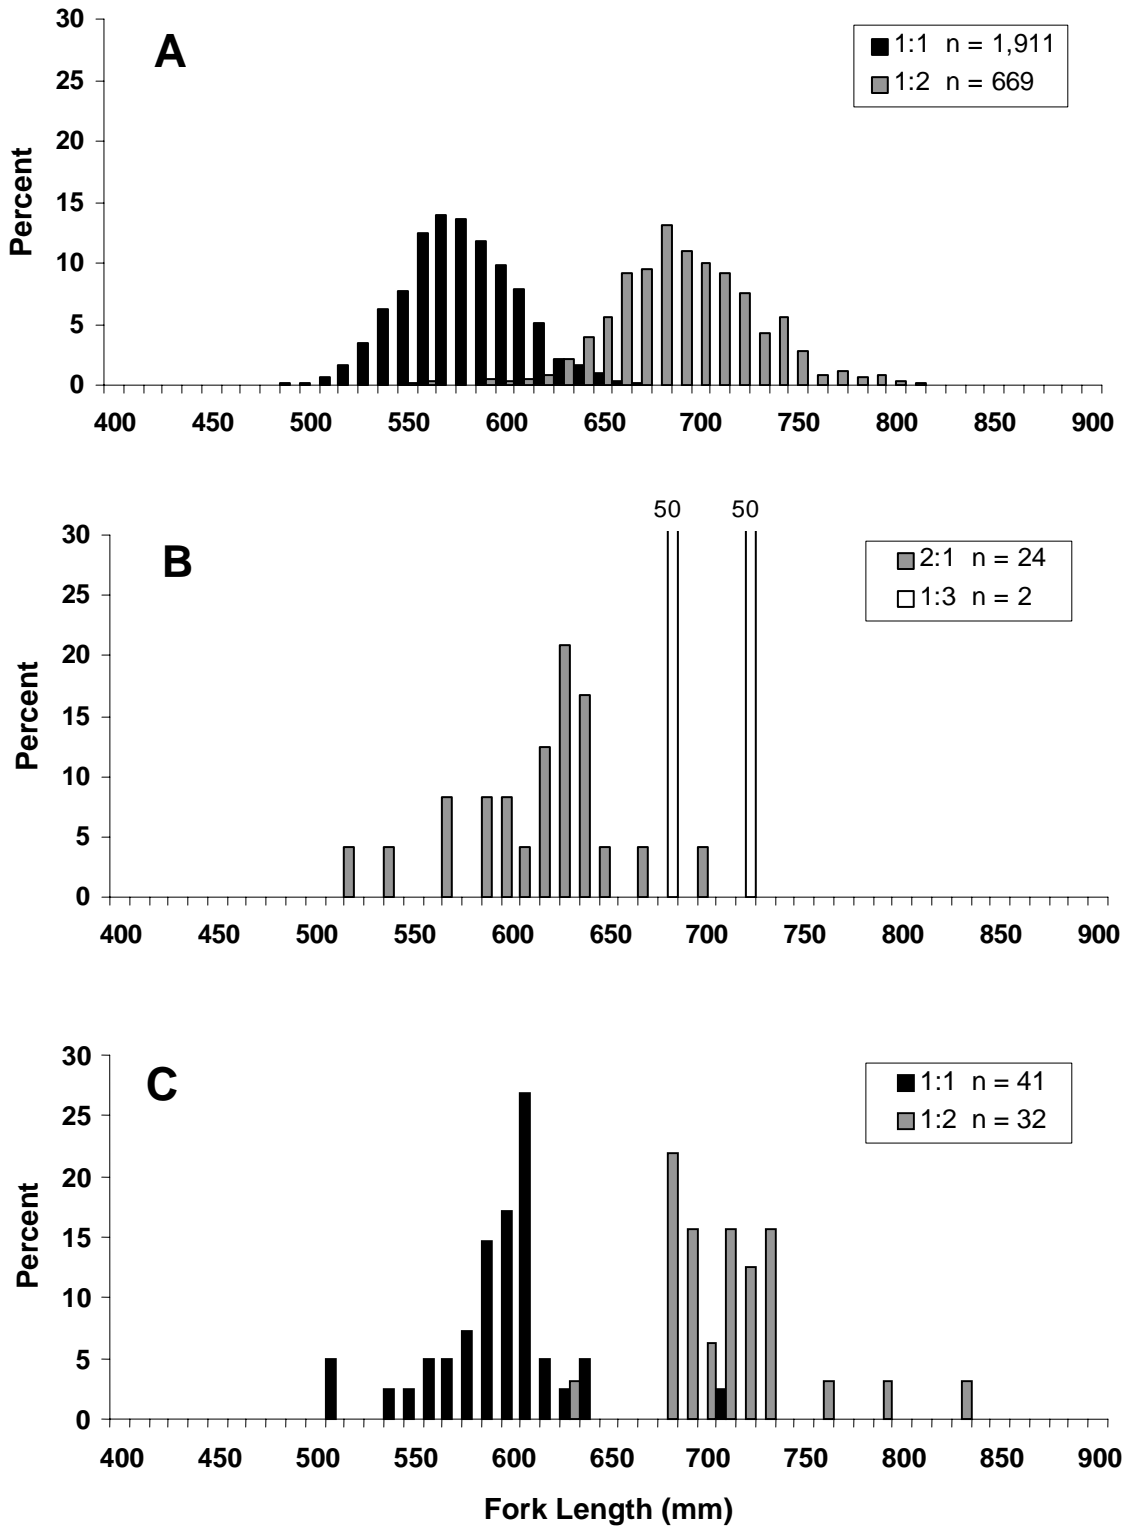 30
A
1:1 n = 1,911
1:2 n = 669
25
20
15
10
5
0
Percent
400 450 500 550 600 650 700 750 800 850 900
50 50
30
B
2:1 n = 24
1:3 n = 2
25
20
15
10
5
0
Percent
400 450 500 550 600 650 700 750 800 850 900
30
C
1:1 n = 41
1:2 n = 32
25
20
15
10
5
0
Percent
400 450 500 550 600 650 700 750 800 850 900
Fork Length (mm)